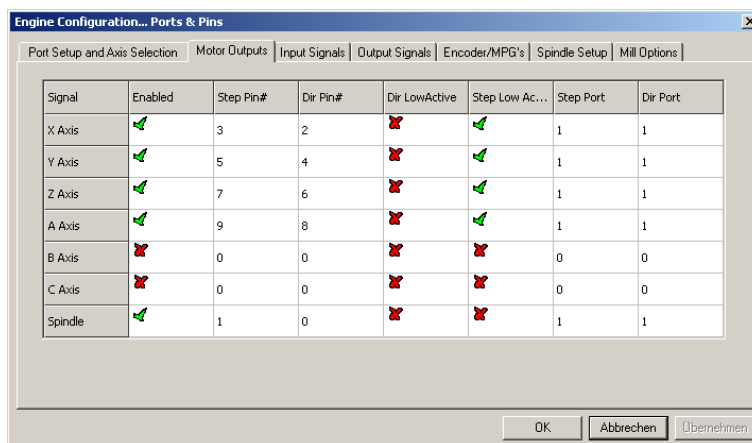 Engine Configuration... Ports & Pins
Port Setup and Axis Selection Motor Outputs Input Signals Output Signals Encoder/MPG's Spindle Setup Mill Options
Signal Enabled Step Pin# Dir Pin# Dir LowActive Step Low Ac... Step Port Dir Port
X Axis 3 2 1 1
Y Axis 5 4 1 1
Z Axis 7 6 1 1
A Axis 9 8 1 1
B Axis 0 0 0 0
C Axis 0 0 0 0
Spindle 1 0 1 1
OK Abbrechen Übernehmen